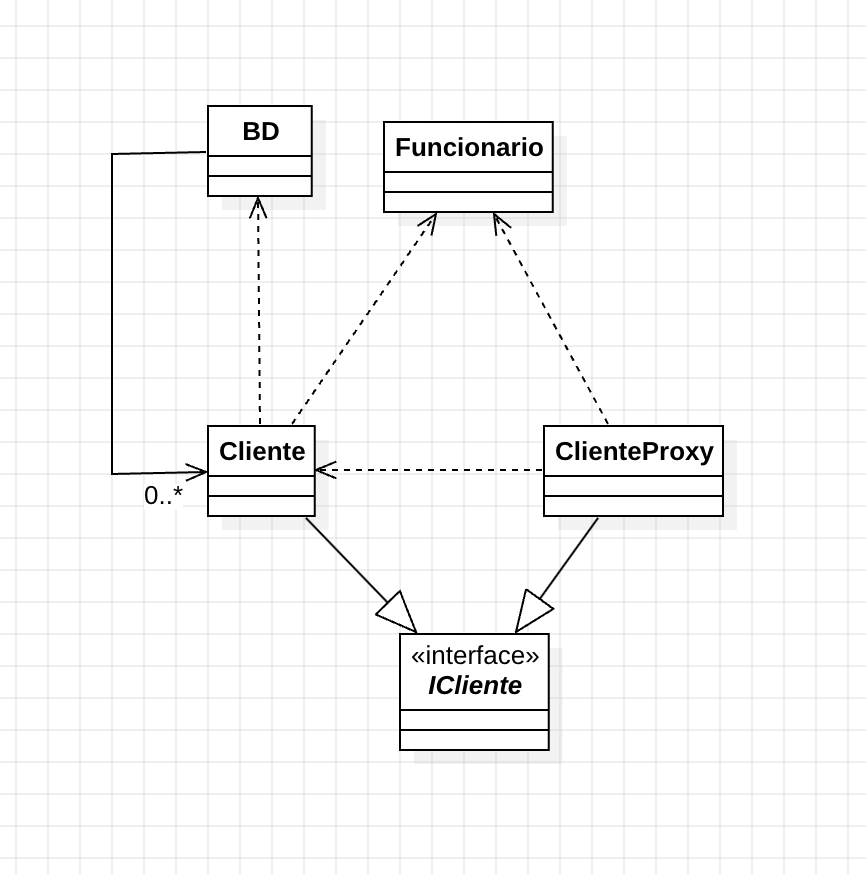 BD
Funcionario
Cliente
ClienteProxy
0..*
«interface»
ICliente